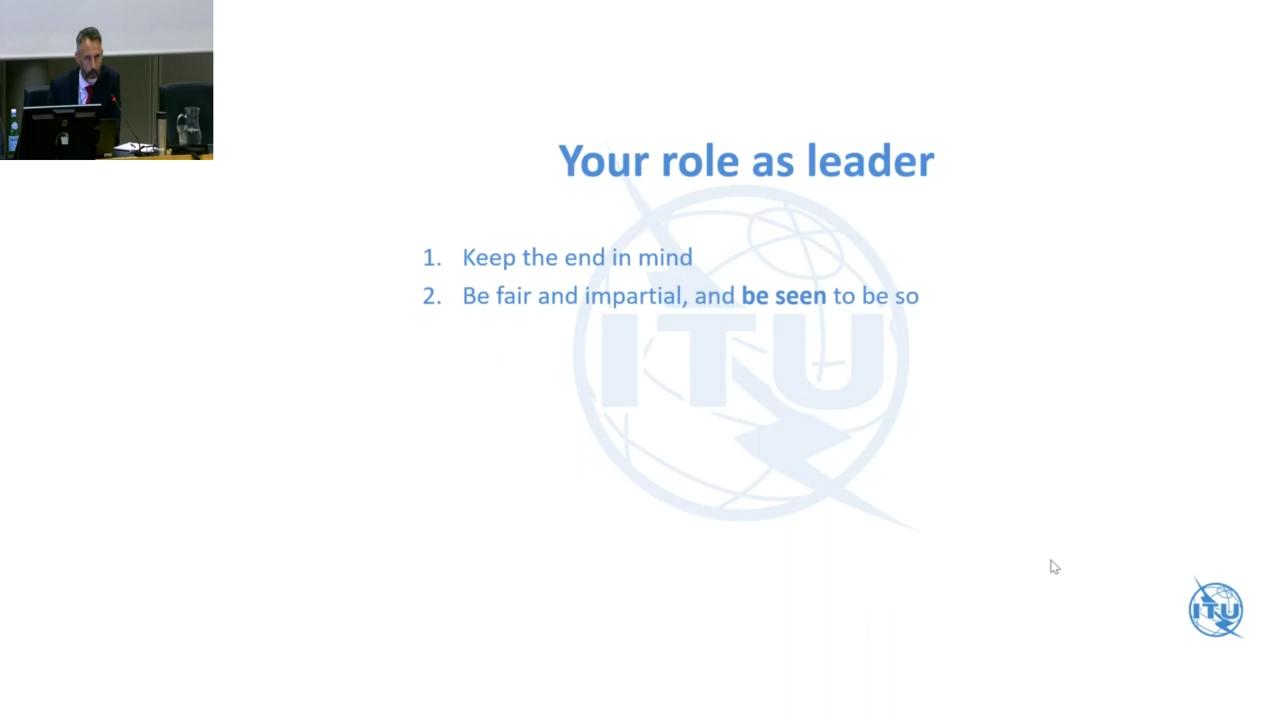 Your role as leader
1. Keep the end in mind
2. Be fair and impartial, and be seen to be so
ITU
ITU